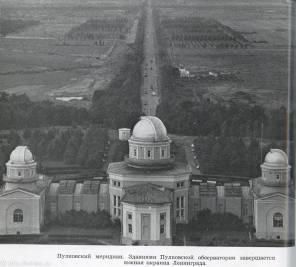 Пулковский меридиан. Зданиями Пулковской обсерватории завершается
южная окраина Ленинграда.